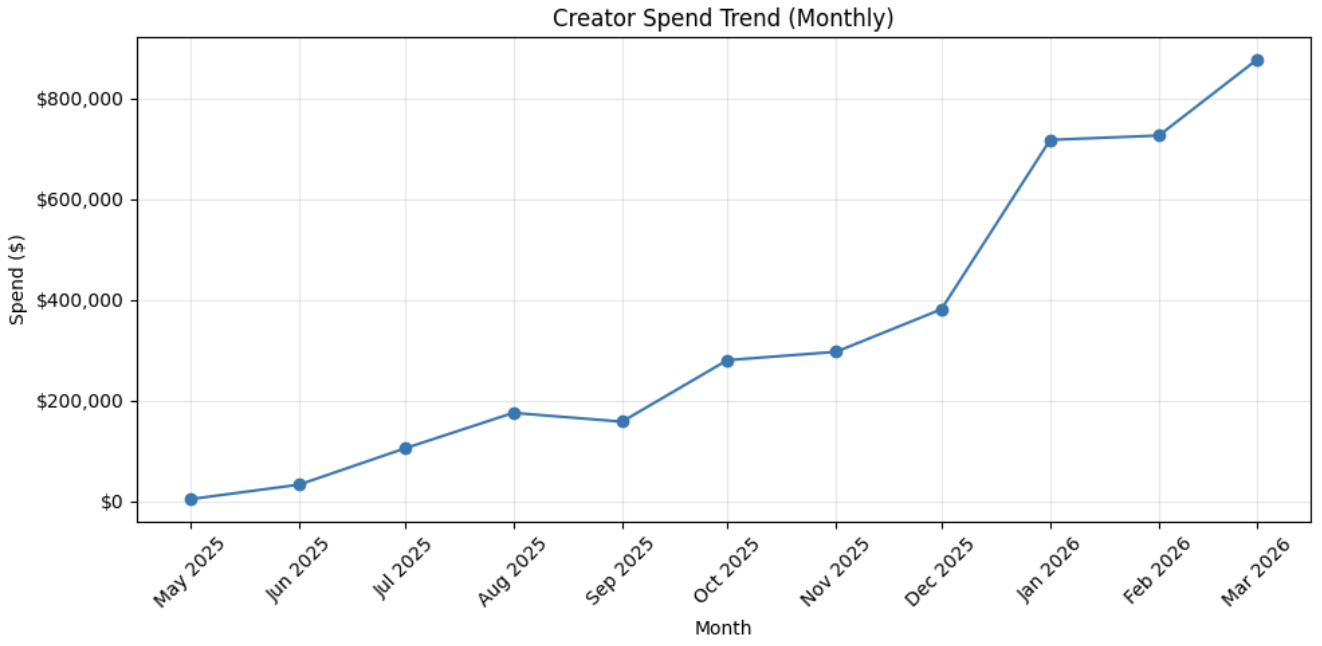 Creator Spend Trend (Monthly)
Spend ($)
$800,000
$600,000
$400,000
$200,000
$0
May 2025
Jun 2025
Jul 2025
Aug 2025
Sep 2025
Oct 2025
Nov 2025
Dec 2025
Jan 2026
Feb 2026
Mar 2026
Month